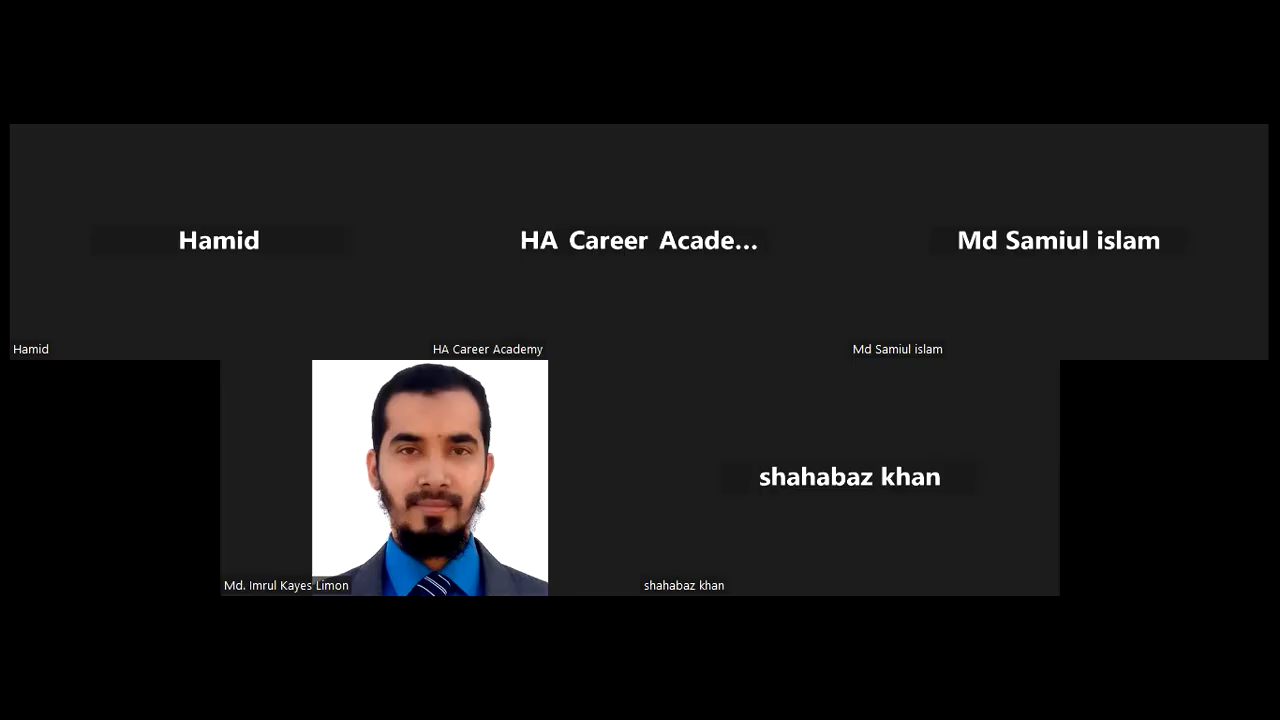 Hamid
HA Career Acade...
Md Samiul islam
Hamid
HA Career Academy
Md Samiul islam
shahabaz khan
Md. Imrul Kayes Limon
shahabaz khan